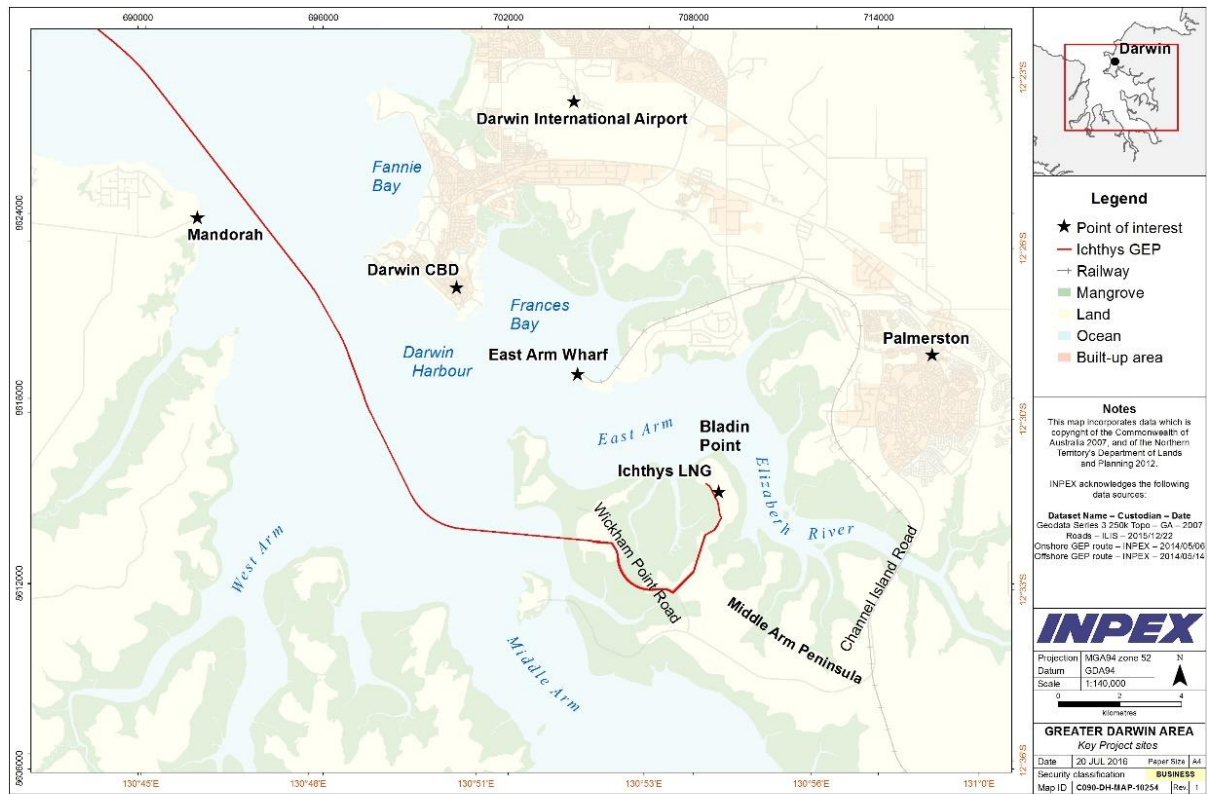 690000
696000
702000
708000
714000
8624000
8618000
8612000
8606000
12°23'S
12°26'S
12°30'S
12°33'S
12°36'S
130°45'E
130°48'E
130°51'E
130°53'E
130°56'E
131°0'E
Darwin International Airport
Fannie
Bay
Mandorah
Darwin CBD
Frances
Bay
Darwin
Harbour
East Arm Wharf
Palmerston
East Arm
Bladin
Point
Ichthys LNG
Elizabeth River
Wickham Point Road
Channel Island Road
West Arm
Middle Arm Peninsula
Middle Arm
Darwin
Legend
Point of interest
Ichthys GEP
Railway
Mangrove
Land
Ocean
Built-up area
Notes
This map incorporates data which is
copyright of the Commonwealth of
Australia 2007, and of the Northern
Territory's Department of Lands
and Planning 2012.
INPEX acknowledges the following
data sources:
Dataset Name – Custodian – Date
Geodata Series 3 250k Topo – GA – 2007
Roads – ILIS – 2015/12/22
Onshore GEP route – INPEX – 2014/05/06
Offshore GEP route – INPEX – 2014/05/14
INPEX
Projection MGA94 zone 52
Datum GDA94
Scale 1:140,000
N
0 2 4
kilometres
GREATER DARWIN AREA
Key Project sites
Date 20 JUL 2016 Paper Size A4
Security classification BUSINESS
Map ID C090-DH-MAP-10254 Rev. 1